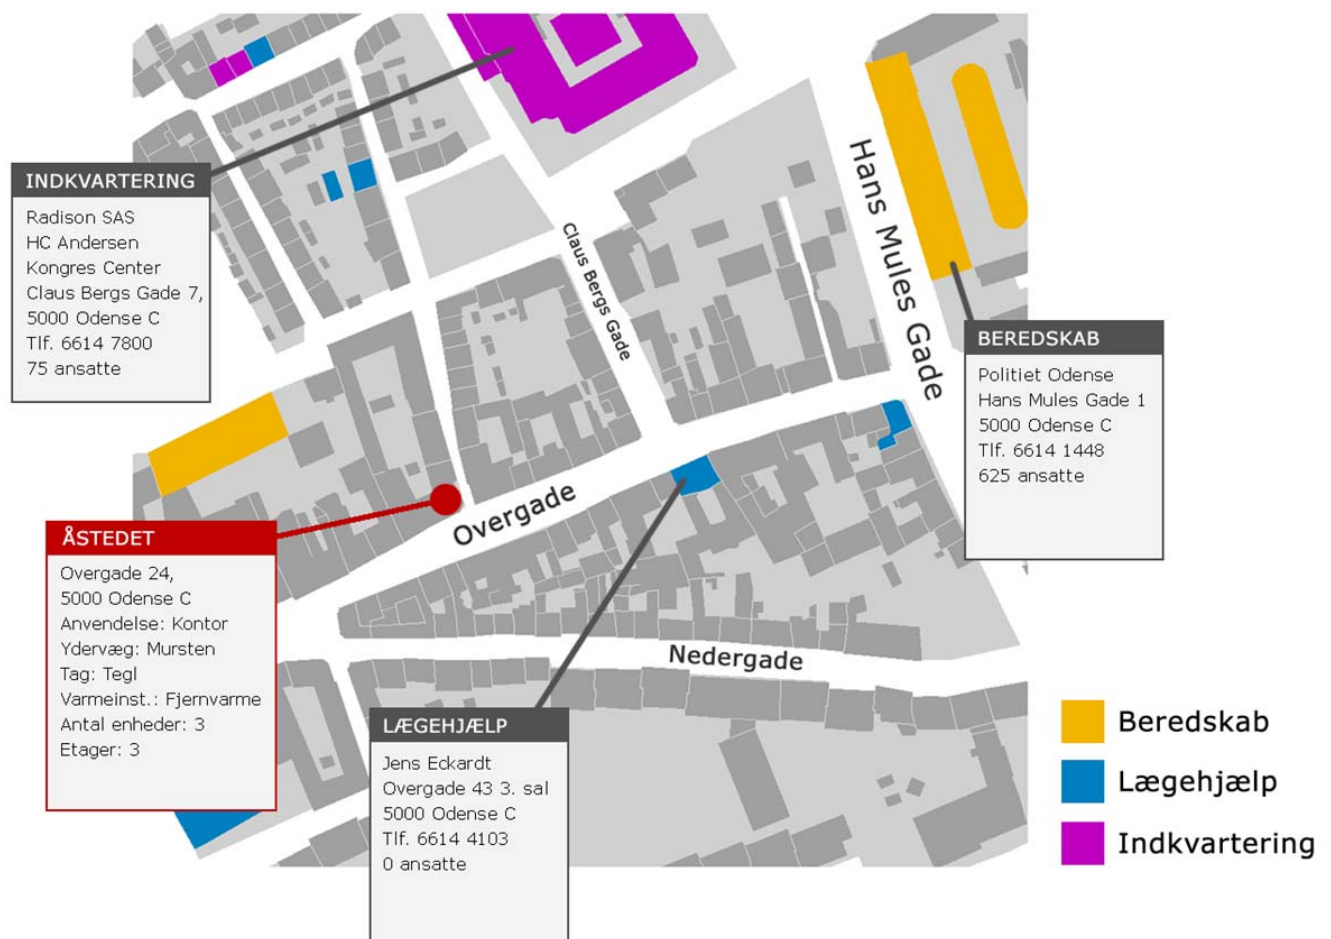 INDKVARTERING
Radison SAS
HC Andersen
Kongres Center
Claus Bergs Gade 7,
5000 Odense C
Tlf. 6614 7800
75 ansatte
Claus Bergs Gade
Hans Mules Gade
BEREDSKAB
Politiet Odense
Hans Mules Gade 1
5000 Odense C
Tlf. 6614 1448
625 ansatte
Overgade
ÅSTEDET
Overgade 24,
5000 Odense C
Anvendelse: Kontor
Ydervæg: Mursten
Tag: Tegl
Varmeinst.: Fjernvarme
Antal enheder: 3
Etager: 3
Nedergade
LÆGEHJÆLP
Jens Eckardt
Overgade 43 3. sal
5000 Odense C
Tlf. 6614 4103
0 ansatte
Beredskab
Lægehjælp
Indkvartering